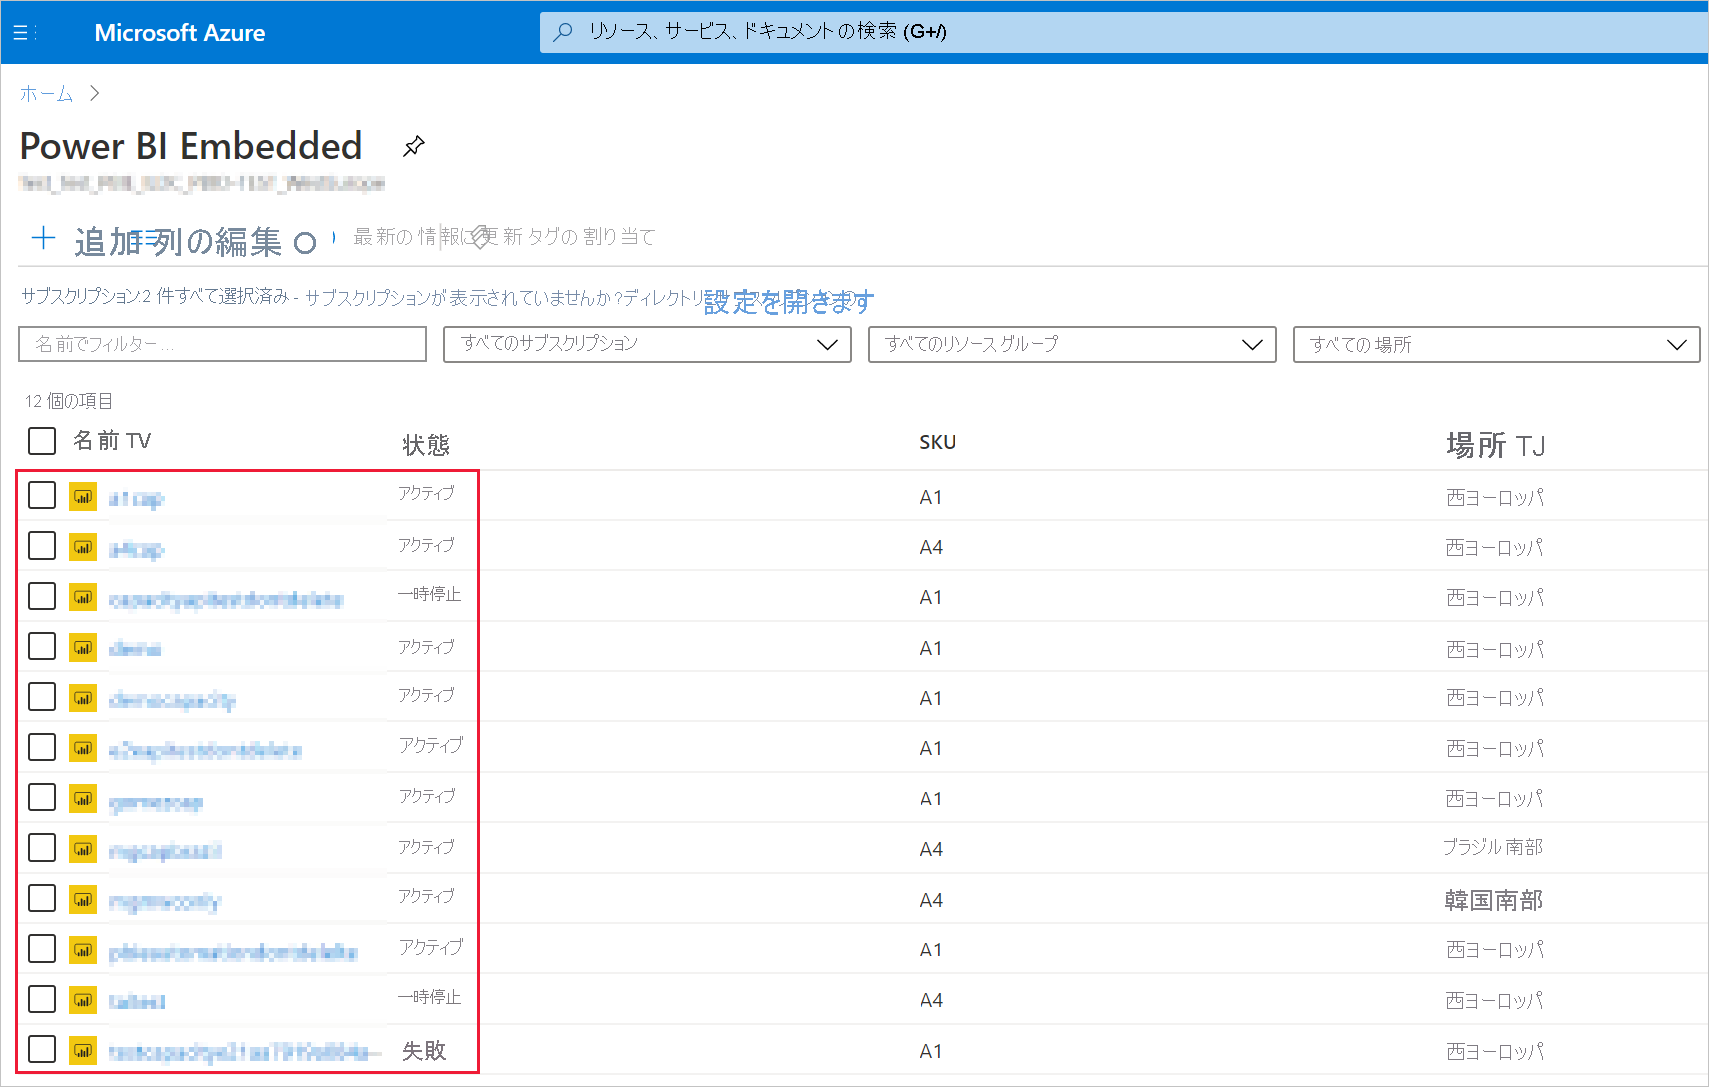 Microsoft Azure
リソース、サービス、ドキュメントの検索 (G+/)
ホーム
Power BI Embedded
追加 列の編集 最新の情報に更新 タグの割り当て
サブスクリプション:2 件すべて選択済み - サブスクリプションが表示されていませんか?ディレクトリ 設定を開きます
名前でフィルター... すべてのサブスクリプション すべてのリソース グループ すべての場所
12 個の項目
名前 TV 状態 SKU 場所 TJ
アクティブ A1 西ヨーロッパ
アクティブ A4 西ヨーロッパ
一時停止 A1 西ヨーロッパ
アクティブ A1 西ヨーロッパ
アクティブ A1 西ヨーロッパ
アクティブ A1 西ヨーロッパ
アクティブ A1 西ヨーロッパ
アクティブ A4 ブラジル南部
アクティブ A4 韓国南部
アクティブ A1 西ヨーロッパ
一時停止 A4 西ヨーロッパ
失敗 A1 西ヨーロッパ